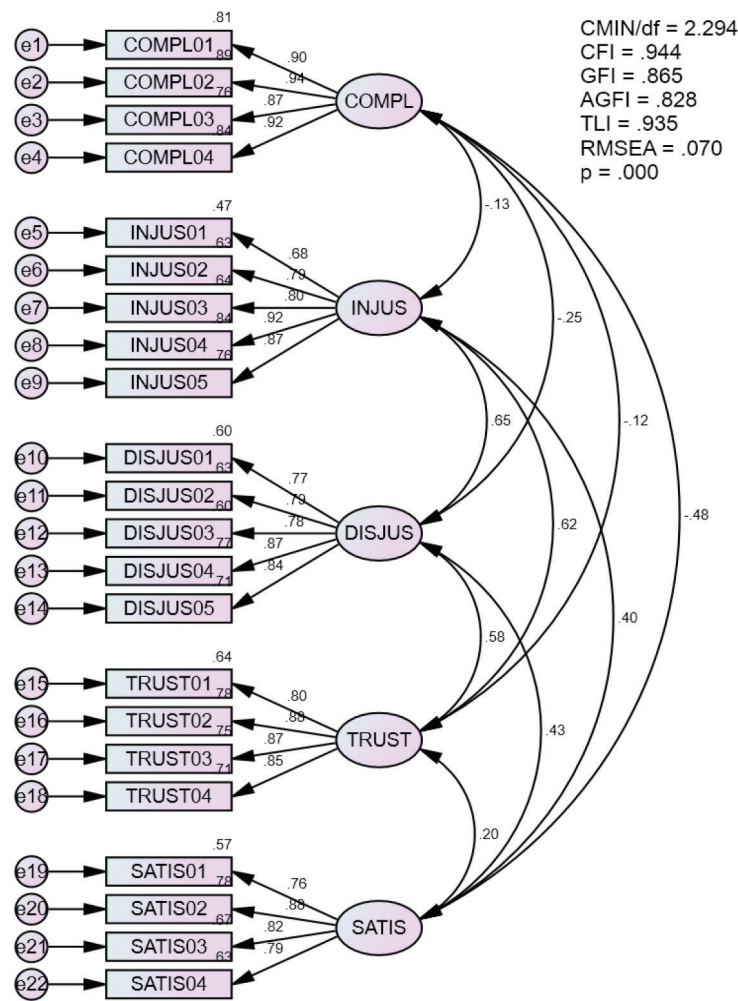 .81
CMIN/df = 2.294
CFI = .944
GFI = .865
AGFI = .828
TLI = .935
RMSEA = .070
p = .000
e1 COMPL01 .90
.89
e2 COMPL02 .94
.76
e3 COMPL03 .87
.84
e4 COMPL04 .92
COMPL
-.13
.47
e5 INJUS01 .68
.63
e6 INJUS02 .79
.64
e7 INJUS03 .80
.84
e8 INJUS04 .92
.76
e9 INJUS05 .87
INJUS
-.25
.65
-.12
.60
e10 DISJUS01 .77
.63
e11 DISJUS02 .79
.60
e12 DISJUS03 .78
.77
e13 DISJUS04 .87
.71
e14 DISJUS05 .84
DISJUS
-.48
.62
.40
.58
.64
e15 TRUST01 .80
.78
e16 TRUST02 .88
.75
e17 TRUST03 .87
.71
e18 TRUST04 .85
TRUST
.43
.20
.57
e19 SATIS01 .76
.78
e20 SATIS02 .88
.67
e21 SATIS03 .82
.63
e22 SATIS04 .79
SATIS